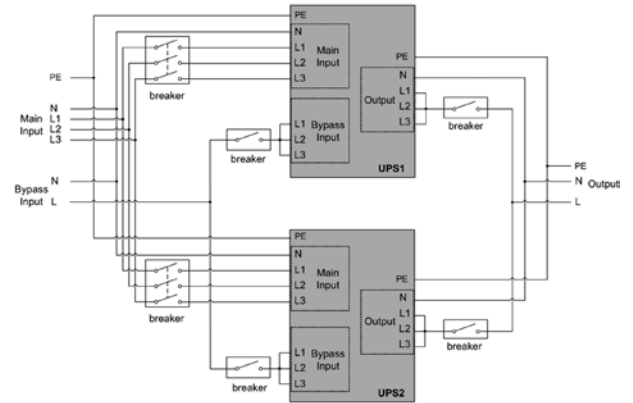 PE
N
L1
L2
L3
Main
Input
breaker
L1
L2
L3
Bypass
Input
breaker
UPS1
PE
N
L1
L2
L3
Output
breaker
PE
N
L1
L2
L3
Main
Input
N
L
Bypass
Input
PE
N
L
Output
PE
N
L1
L2
L3
Main
Input
breaker
L1
L2
L3
Bypass
Input
breaker
UPS2
PE
N
L1
L2
L3
Output
breaker